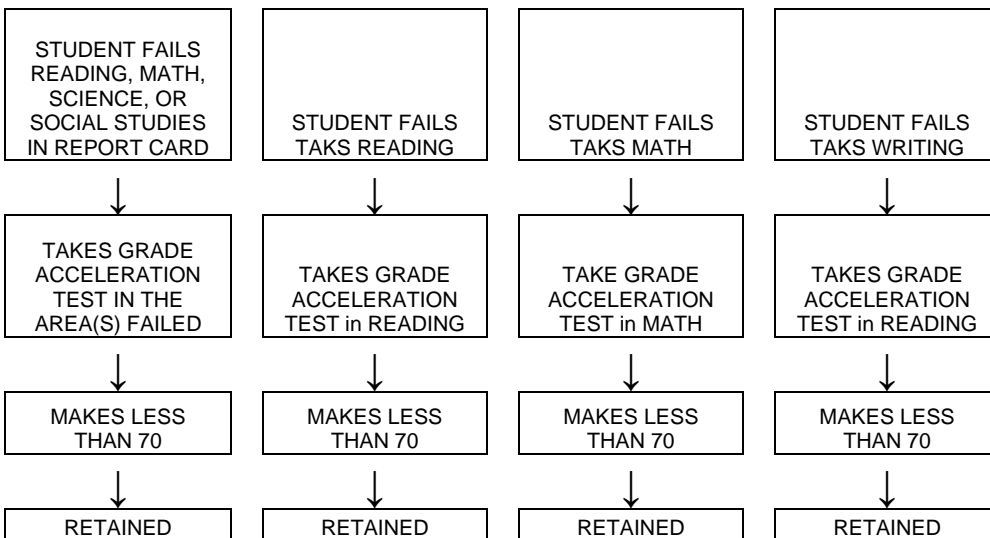 STUDENT FAILS
READING, MATH,
SCIENCE, OR
SOCIAL STUDIES
IN REPORT CARD
STUDENT FAILS
TAKS READING
STUDENT FAILS
TAKS MATH
STUDENT FAILS
TAKS WRITING
TAKES GRADE
ACCELERATION
TEST IN THE
AREA(S) FAILED
TAKES GRADE
ACCELERATION
TEST in READING
TAKE GRADE
ACCELERATION
TEST in MATH
TAKES GRADE
ACCELERATION
TEST in READING
MAKES LESS
THAN 70
MAKES LESS
THAN 70
MAKES LESS
THAN 70
MAKES LESS
THAN 70
RETAINED
RETAINED
RETAINED
RETAINED